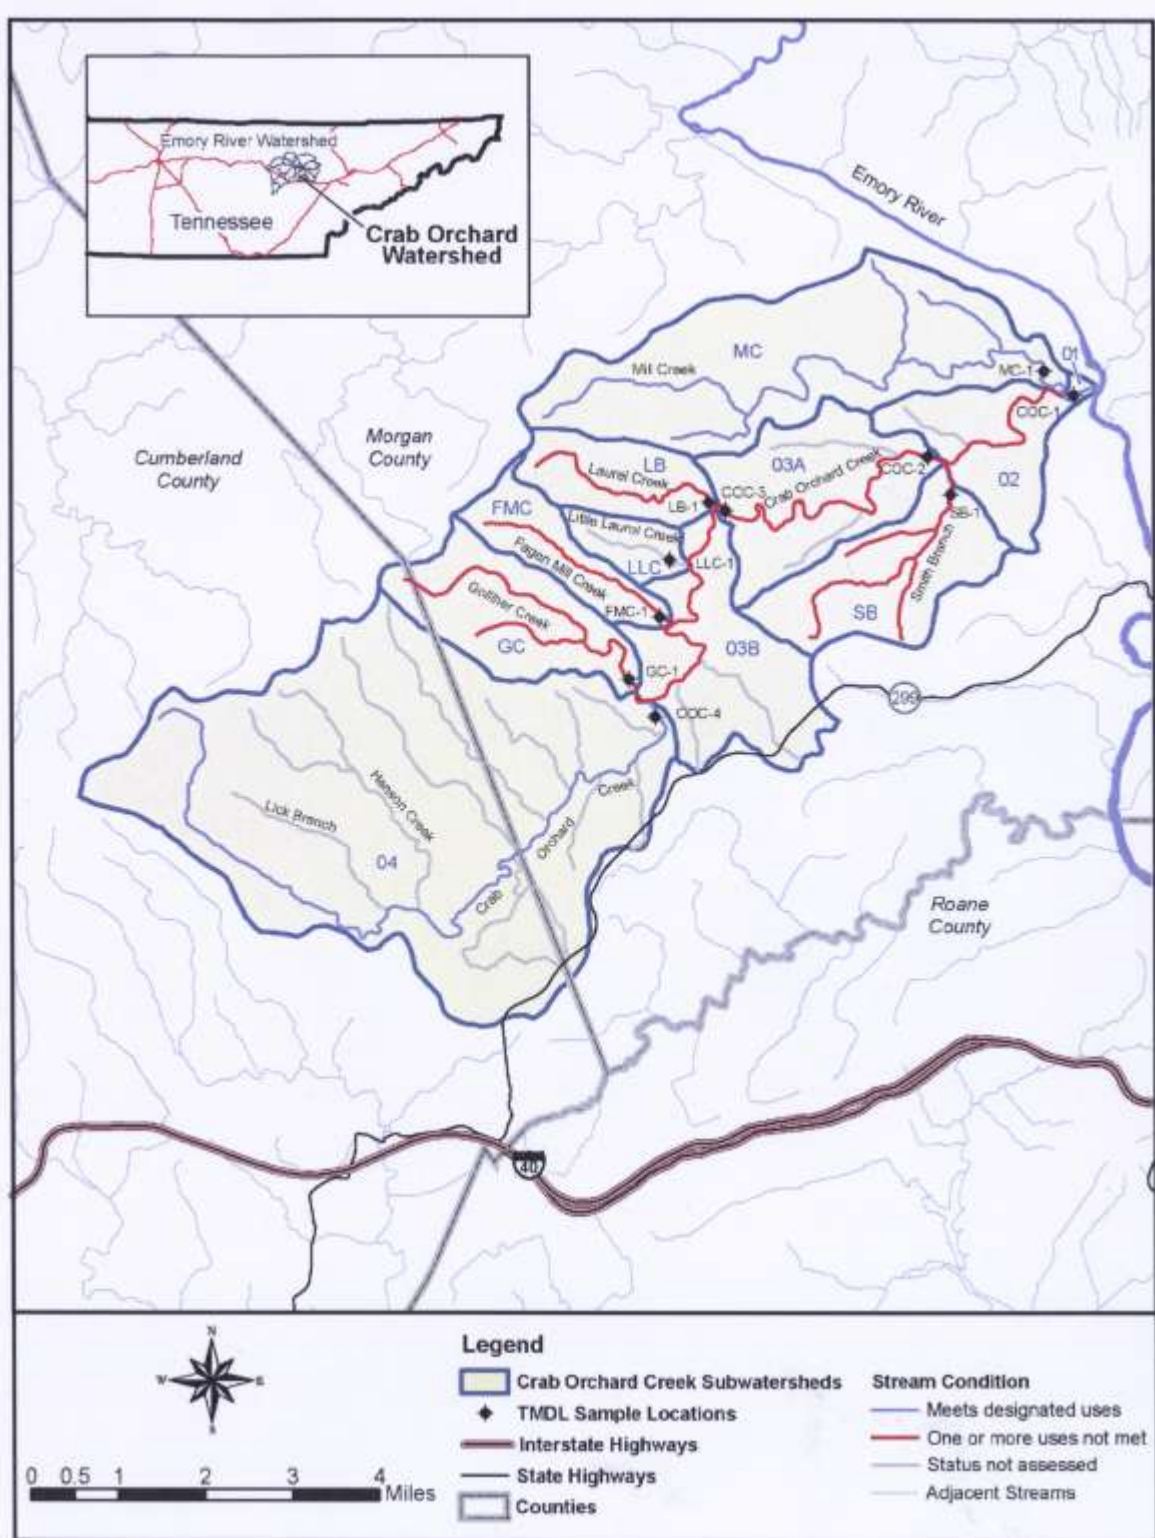 Emory River Watershed
Tennessee
Crab Orchard
Watershed
Emory River
MC
01
MC-1
Mill Creek
COC-1
Morgan
County
Cumberland
County
LB
03A
Laurel Creek
COC-3
Crab Orchard Creek
COC-2
02
LB-1
SB-1
FMC
Little Laurel Creek
LLC
LLC-1
Fagen Mill Creek
Smith Branch
Golliher Creek
FMC-1
SB
GC
03B
GC-1
299
COC-4
Henson Creek
Creek
Lick Branch
Orchard
04
Crab
Roane
County
40
N
W
E
S
0 0.5 1 2 3 4
Miles
Legend
Crab Orchard Creek Subwatersheds
TMDL Sample Locations
Interstate Highways
State Highways
Counties
Stream Condition
Meets designated uses
One or more uses not met
Status not assessed
Adjacent Streams